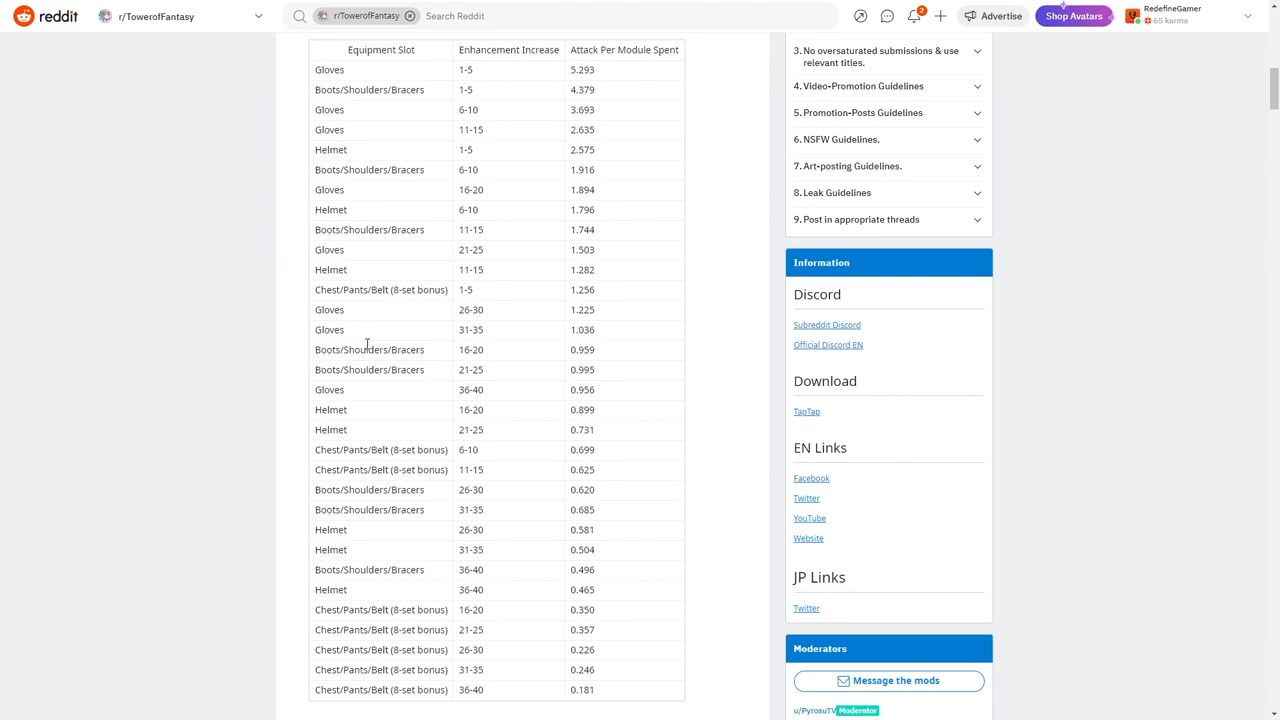 reddit r/TowerofFantasy r/TowerofFantasy Search Reddit 2 Advertise Shop Avatars RedefineGamer
65 karma
Equipment Slot Enhancement Increase Attack Per Module Spent
Gloves 1-5 5.293
Boots/Shoulders/Bracers 1-5 4.379
Gloves 6-10 3.693
Gloves 11-15 2.635
Helmet 1-5 2.575
Boots/Shoulders/Bracers 6-10 1.916
Gloves 16-20 1.894
Helmet 6-10 1.796
Boots/Shoulders/Bracers 11-15 1.744
Gloves 21-25 1.503
Helmet 11-15 1.282
Chest/Pants/Belt (8-set bonus) 1-5 1.256
Gloves 26-30 1.225
Gloves 31-35 1.036
Boots/Shoulders/Bracers 16-20 0.959
Boots/Shoulders/Bracers 21-25 0.995
Gloves 36-40 0.956
Helmet 16-20 0.899
Helmet 21-25 0.731
Chest/Pants/Belt (8-set bonus) 6-10 0.699
Chest/Pants/Belt (8-set bonus) 11-15 0.625
Boots/Shoulders/Bracers 26-30 0.620
Boots/Shoulders/Bracers 31-35 0.685
Helmet 26-30 0.581
Helmet 31-35 0.504
Boots/Shoulders/Bracers 36-40 0.496
Helmet 36-40 0.465
Chest/Pants/Belt (8-set bonus) 16-20 0.350
Chest/Pants/Belt (8-set bonus) 21-25 0.357
Chest/Pants/Belt (8-set bonus) 26-30 0.226
Chest/Pants/Belt (8-set bonus) 31-35 0.246
Chest/Pants/Belt (8-set bonus) 36-40 0.181
3. No oversaturated submissions & use
relevant titles.
4. Video-Promotion Guidelines
5. Promotion-Posts Guidelines
6. NSFW Guidelines.
7. Art-posting Guidelines.
8. Leak Guidelines
9. Post in appropriate threads
Information
Discord
Subreddit Discord
Official Discord EN
Download
TapTap
EN Links
Facebook
Twitter
YouTube
Website
JP Links
Twitter
Moderators
Message the mods
u/PyrosuTV Moderator